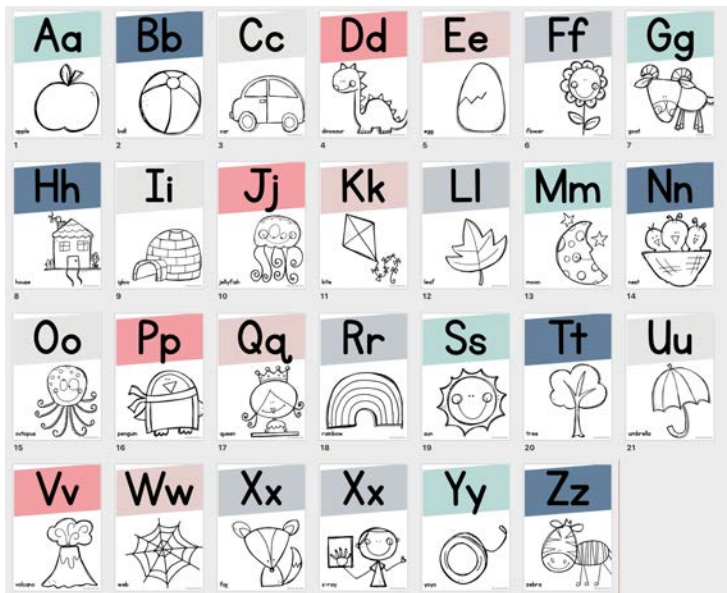 Aa
Bb
Cc
Dd
Ee
Ff
Gg
apple
ball
car
dinosaur
egg
flower
goat
1
2
3
4
5
6
7
Hh
Ii
Jj
Kk
Ll
Mm
Nn
house
igloo
jellyfish
kite
leaf
moon
nest
8
9
10
11
12
13
14
Oo
Pp
Qq
Rr
Ss
Tt
Uu
octopus
penguin
queen
rainbow
sun
tree
umbrella
15
16
17
18
19
20
21
Vv
Ww
Xx
Xx
Yy
Zz
volcano
web
fox
x-ray
yoyo
zebra